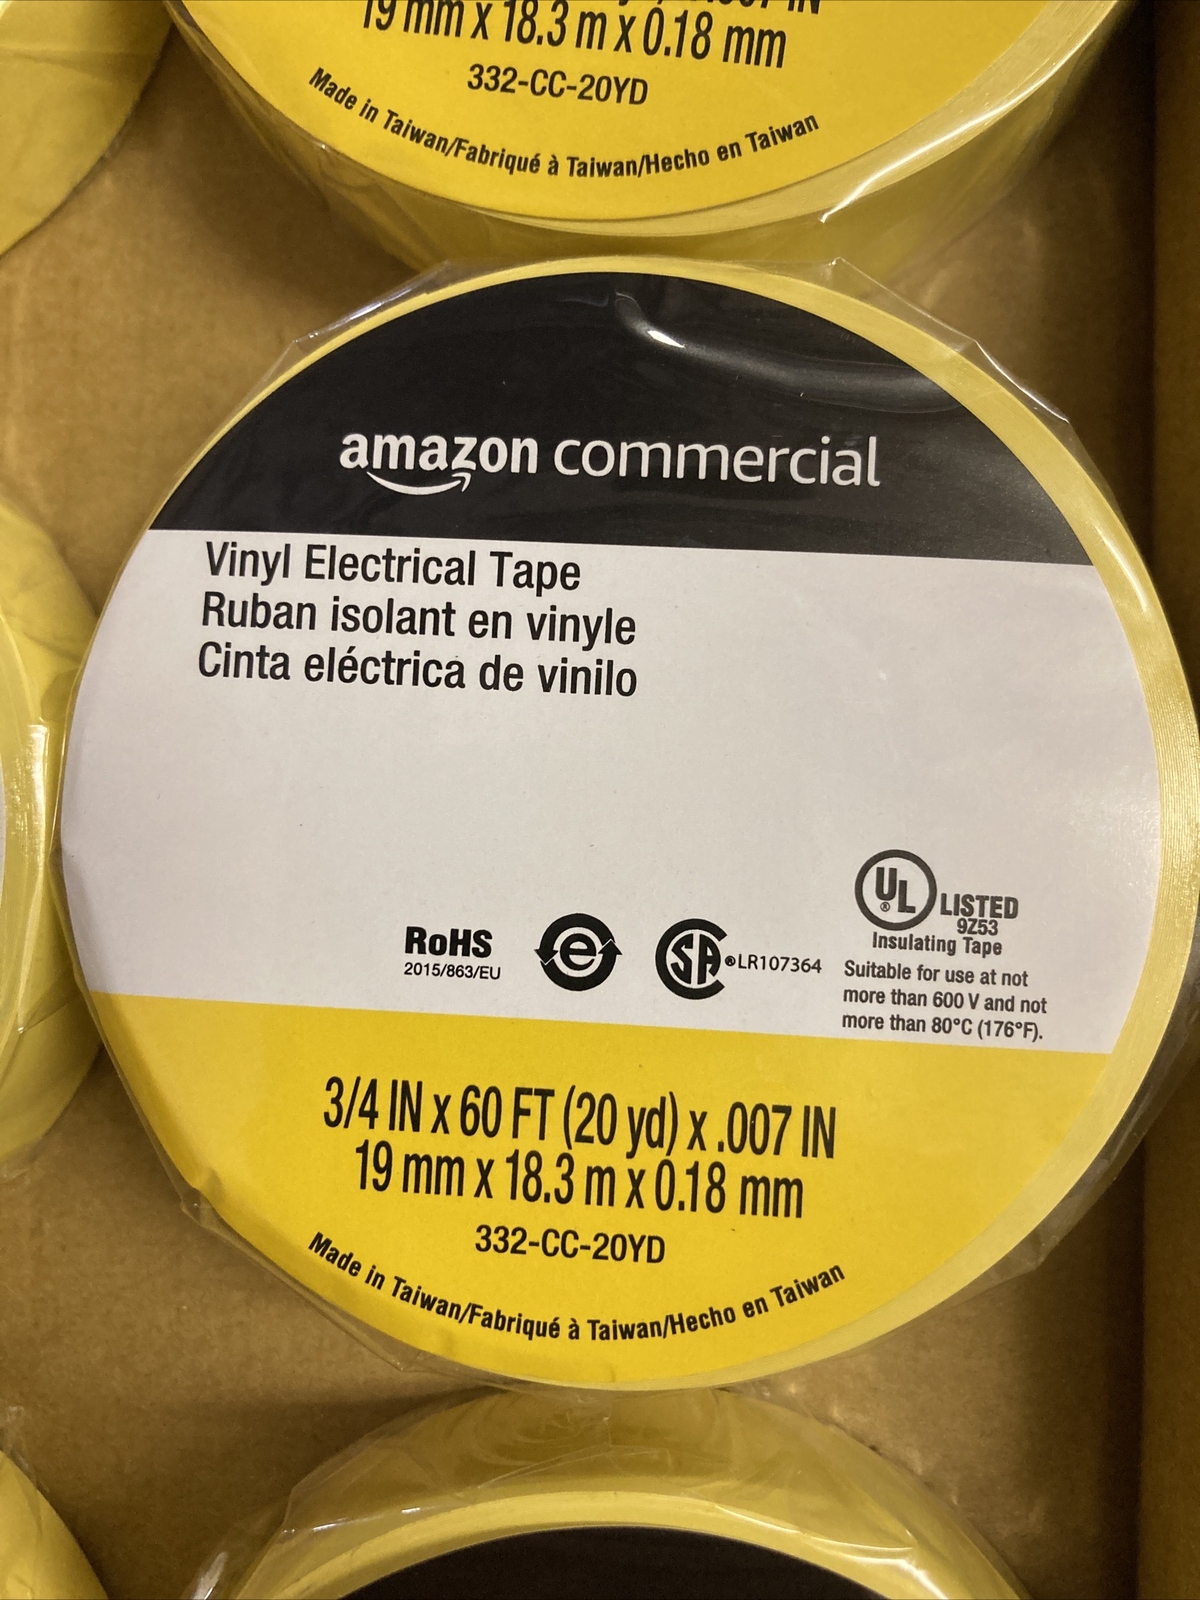 19 mm x 18.3 m x 0.18 mm
332-CC-20YD
Made in Taiwan/Fabriqué à Taiwan/Hecho en Taiwan
amazon commercial
Vinyl Electrical Tape
Ruban isolant en vinyle
Cinta eléctrica de vinilo
UL ® LISTED
9Z53
Insulating Tape
Suitable for use at not
more than 600 V and not
more than 80°C (176°F).
RoHS
2015/863/EU
e
SA ® LR107364
3/4 IN x 60 FT (20 yd) x .007 IN
19 mm x 18.3 m x 0.18 mm
332-CC-20YD
Made in Taiwan/Fabriqué à Taiwan/Hecho en Taiwan